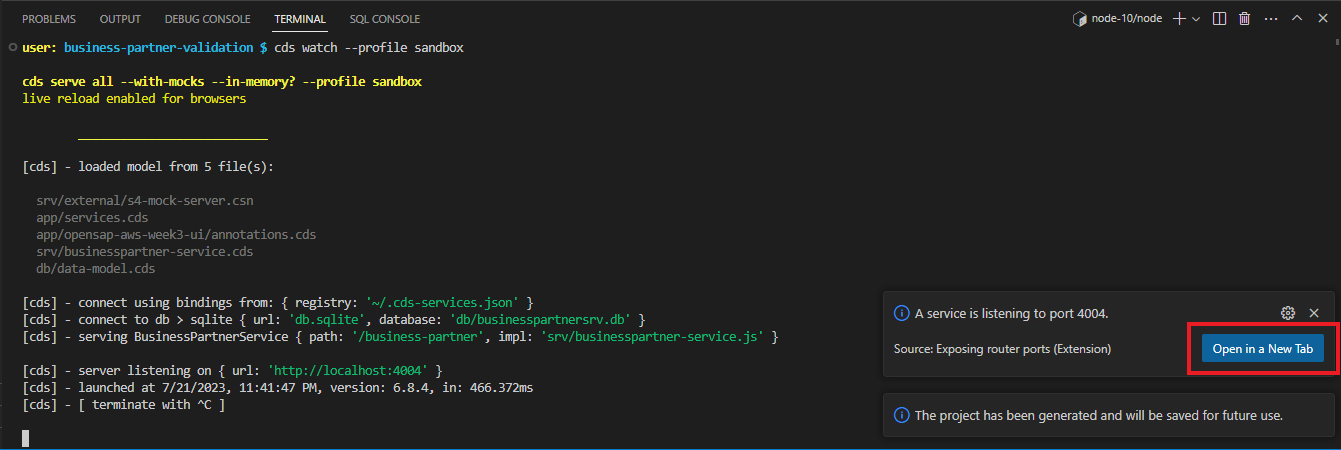 PROBLEMS OUTPUT DEBUG CONSOLE TERMINAL SQL CONSOLE node-10/node
user: business-partner-validation $ cds watch --profile sandbox
cds serve all --with-mocks --in-memory? --profile sandbox
live reload enabled for browsers
___________________________
[cds] - loaded model from 5 file(s):
srv/external/s4-mock-server.csn
app/services.cds
app/opensap-aws-week3-ui/annotations.cds
srv/businesspartner-service.cds
db/data-model.cds
[cds] - connect using bindings from: { registry: '~/.cds-services.json' }
[cds] - connect to db > sqlite { url: 'db.sqlite', database: 'db/businesspartnersrv.db' }
[cds] - serving BusinessPartnerService { path: '/business-partner', impl: 'srv/businesspartner-service.js' }
[cds] - server listening on { url: 'http://localhost:4004' }
[cds] - launched at 7/21/2023, 11:41:47 PM, version: 6.8.4, in: 466.372ms
[cds] - [ terminate with ^C ]
A service is listening to port 4004.
Source: Exposing router ports (Extension) Open in a New Tab
The project has been generated and will be saved for future use.